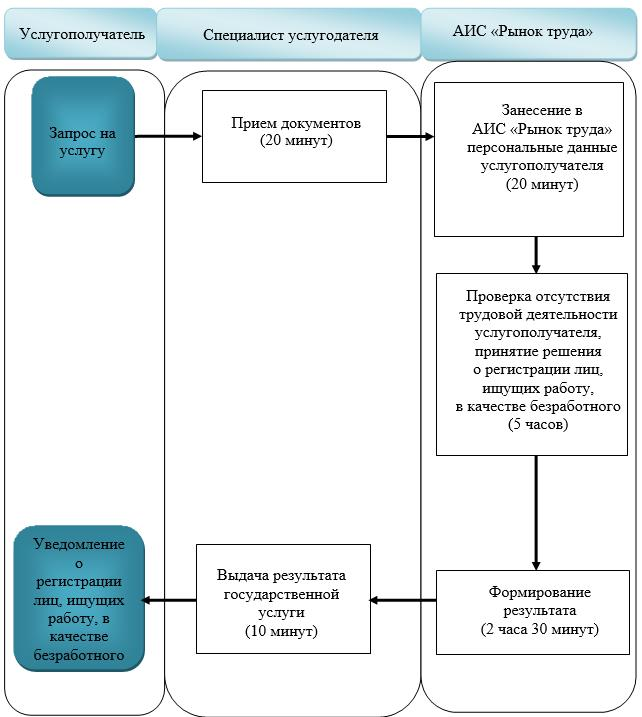 Услугополучатель
Специалист услугодателя
АИС «Рынок труда»
Запрос на
услугу
Прием документов
(20 минут)
Занесение в
АИС «Рынок труда»
персональные данные
услугополучателя
(20 минут)
Проверка отсутствия
трудовой деятельности
услугополучателя,
принятие решения
о регистрации лиц,
ищущих работу,
в качестве безработного
(5 часов)
Формирование
результата
(2 часа 30 минут)
Выдача результата
государственной
услуги
(10 минут)
Уведомление
о
регистрации
лиц, ищущих
работу, в
качестве
безработного